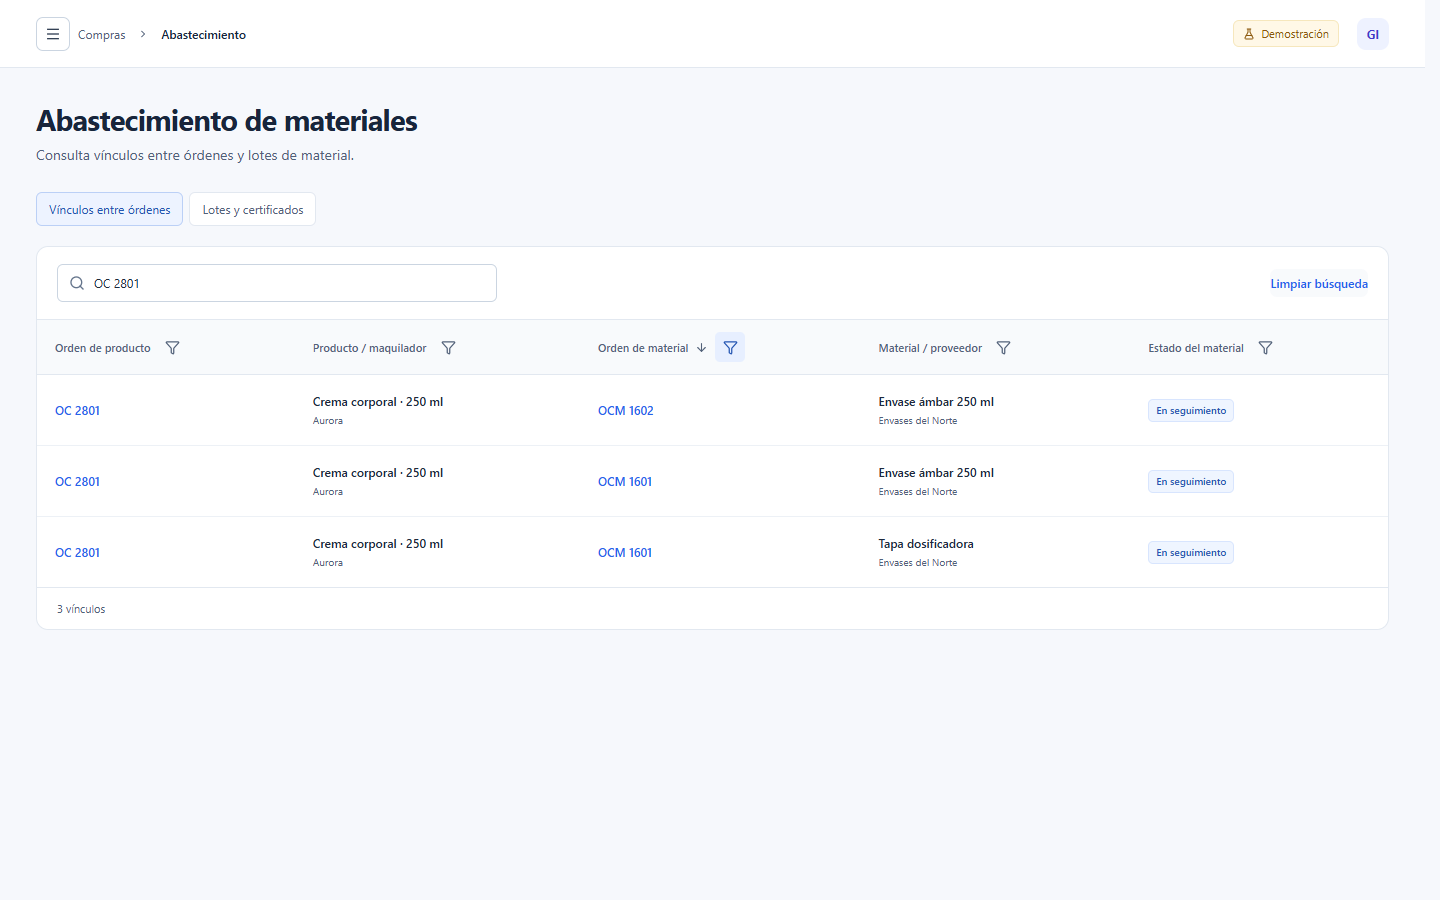 Compras > Abastecimiento
Demostración
GI
Abastecimiento de materiales
Consulta vínculos entre órdenes y lotes de material.
Vínculos entre órdenes
Lotes y certificados
OC 2801
Limpiar búsqueda
Orden de producto
Producto / maquilador
Orden de material
Material / proveedor
Estado del material
OC 2801
Crema corporal · 250 ml
Aurora
OCM 1602
Envase ámbar 250 ml
Envases del Norte
En seguimiento
OC 2801
Crema corporal · 250 ml
Aurora
OCM 1601
Envase ámbar 250 ml
Envases del Norte
En seguimiento
OC 2801
Crema corporal · 250 ml
Aurora
OCM 1601
Tapa dosificadora
Envases del Norte
En seguimiento
3 vínculos